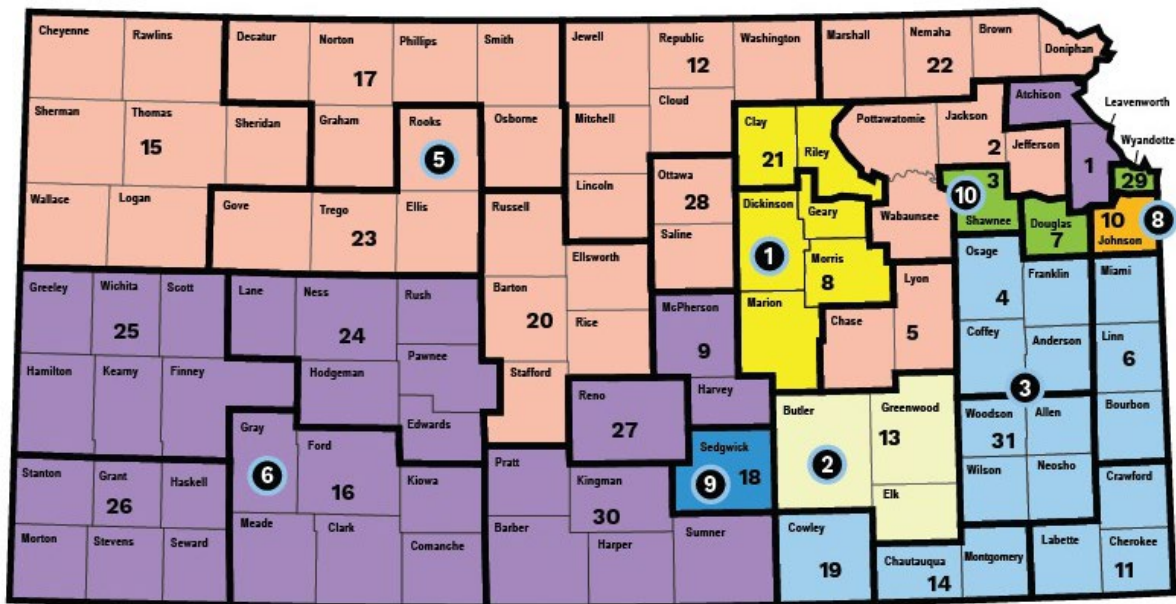 Cheyenne
Rawlins
Decatur
Norton
Phillips
Smith
Jewell
Republic
Washington
Marshall
Nemaha
Brown
Doniphan
17
12
22
Sherman
Thomas
Sheridan
Graham
Rooks
Osborne
Mitchell
Cloud
Clay
Riley
Pottawatomie
Jackson
Atchison
Leavenworth
Jefferson
Wyandotte
15
5
21
2
1
29
Wallace
Logan
Gove
Trego
Ellis
Russell
Lincoln
Ottawa
Saline
28
Dickinson
Geary
Wabaunsee
10
3
Shawnee
Douglas
7
10
Johnson
8
23
Ellsworth
1
Morris
8
Osage
Franklin
Miami
Greeley
Wichita
Scott
Lane
Ness
Rush
Barton
Rice
McPherson
Marion
Chase
Lyon
4
25
24
20
9
5
Coffey
Anderson
Linn
6
Hamilton
Kearny
Finney
Hodgeman
Pawnee
Edwards
Stafford
Reno
Harvey
Butler
Greenwood
3
Woodson
Allen
Bourbon
27
13
31
Gray
Ford
Sedgwick
6
16
Kiowa
Pratt
Kingman
9
18
2
Elk
Wilson
Neosho
Crawford
Stanton
Grant
Haskell
26
30
Meade
Clark
Comanche
Barber
Harper
Sumner
Cowley
Chautauqua
Montgomery
Labette
Cherokee
Morton
Stevens
Seward
19
14
11